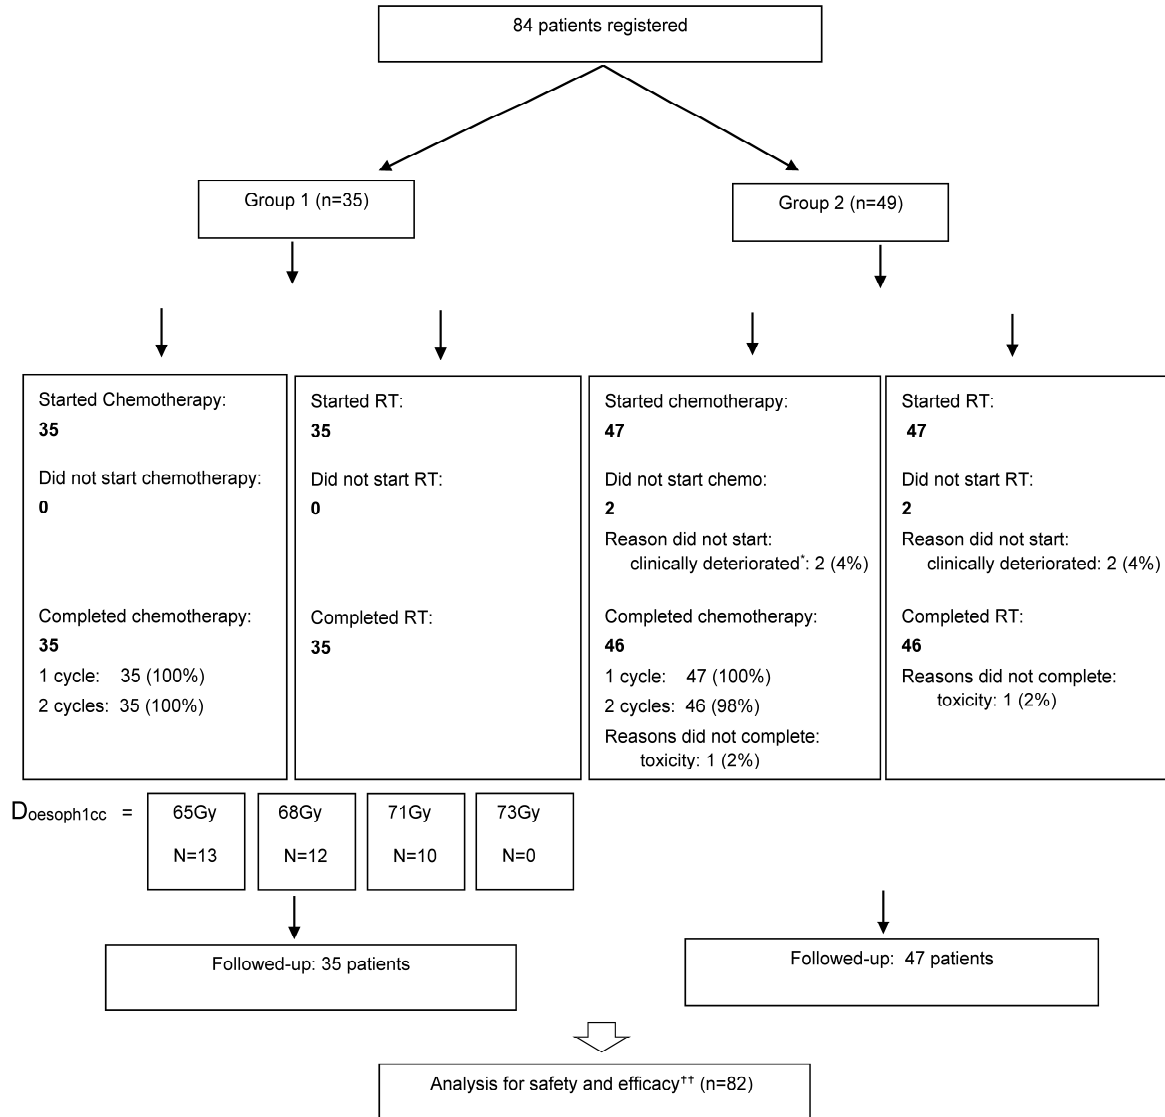 84 patients registered
Group 1 (n=35)
Group 2 (n=49)
Started Chemotherapy:
35
Did not start chemotherapy:
0
Completed chemotherapy:
35
1 cycle: 35 (100%)
2 cycles: 35 (100%)
Started RT:
35
Did not start RT:
0
Completed RT:
35
Started chemotherapy:
47
Did not start chemo:
2
Reason did not start:
clinically deteriorated*: 2 (4%)
Completed chemotherapy:
46
1 cycle: 47 (100%)
2 cycles: 46 (98%)
Reasons did not complete:
toxicity: 1 (2%)
Started RT:
47
Did not start RT:
2
Reason did not start:
clinically deteriorated: 2 (4%)
Completed RT:
46
Reasons did not complete:
toxicity: 1 (2%)
Doesoph1cc =
65Gy
N=13
68Gy
N=12
71Gy
N=10
73Gy
N=0
Followed-up: 35 patients
Followed-up: 47 patients
Analysis for safety and efficacy†† (n=82)